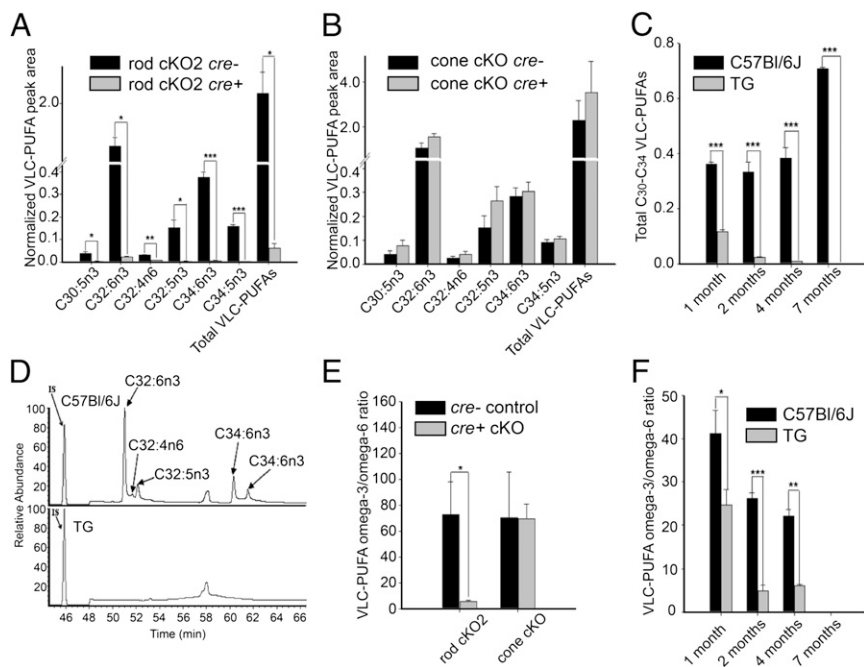 A
rod cKO2 cre-
rod cKO2 cre+
Normalized VLC-PUFA peak area
2.0
0.4
0.3
0.2
0.1
0.0
*
*
**
*
***
***
*
C30:5n3
C32:6n3
C32:4n6
C32:5n3
C34:6n3
C34:5n3
Total VLC-PUFAs
B
cone cKO cre-
cone cKO cre+
Normalized VLC-PUFA peak area
4.0
2.0
0.4
0.3
0.2
0.1
0.0
C30:5n3
C32:6n3
C32:4n6
C32:5n3
C34:6n3
C34:5n3
Total VLC-PUFAs
C
C57Bl/6J
TG
Total C30-C34 VLC-PUFAs
0.8
0.6
0.4
0.2
0.0
***
***
***
***
1 month
2 months
4 months
7 months
D
IS
C57Bl/6J
C32:6n3
C32:4n6
C32:5n3
C34:6n3
C34:6n3
Relative Abundance
100
80
60
40
20
IS
TG
100
80
60
40
20
46 48 50 52 54 56 58 60 62 64 66
Time (min)
E
cre- control
cre+ cKO
VLC-PUFA omega-3/omega-6 ratio
160
140
120
100
80
60
40
20
0
*
rod cKO2
cone cKO
F
C57Bl/6J
TG
VLC-PUFA omega-3/omega-6 ratio
50
40
30
20
10
0
*
***
**
1 month
2 months
4 months
7 months